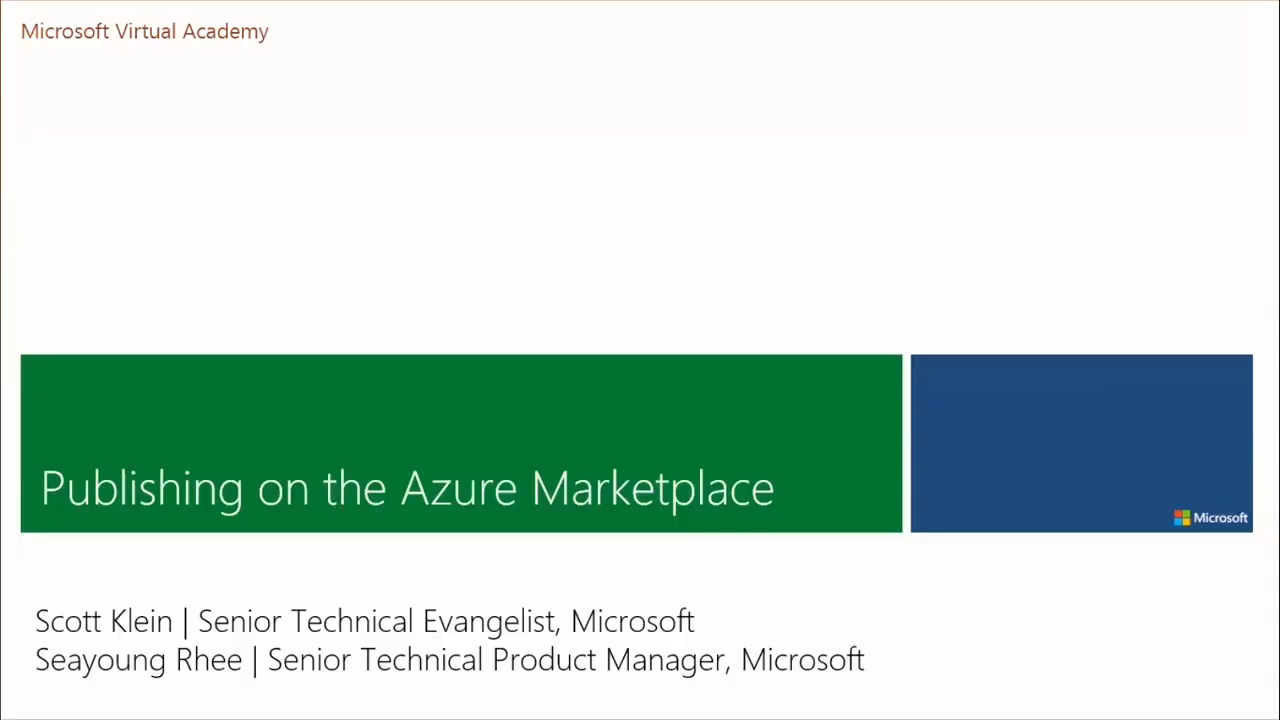 Microsoft Virtual Academy
Publishing on the Azure Marketplace
Microsoft
Scott Klein | Senior Technical Evangelist, Microsoft
Seayoung Rhee | Senior Technical Product Manager, Microsoft